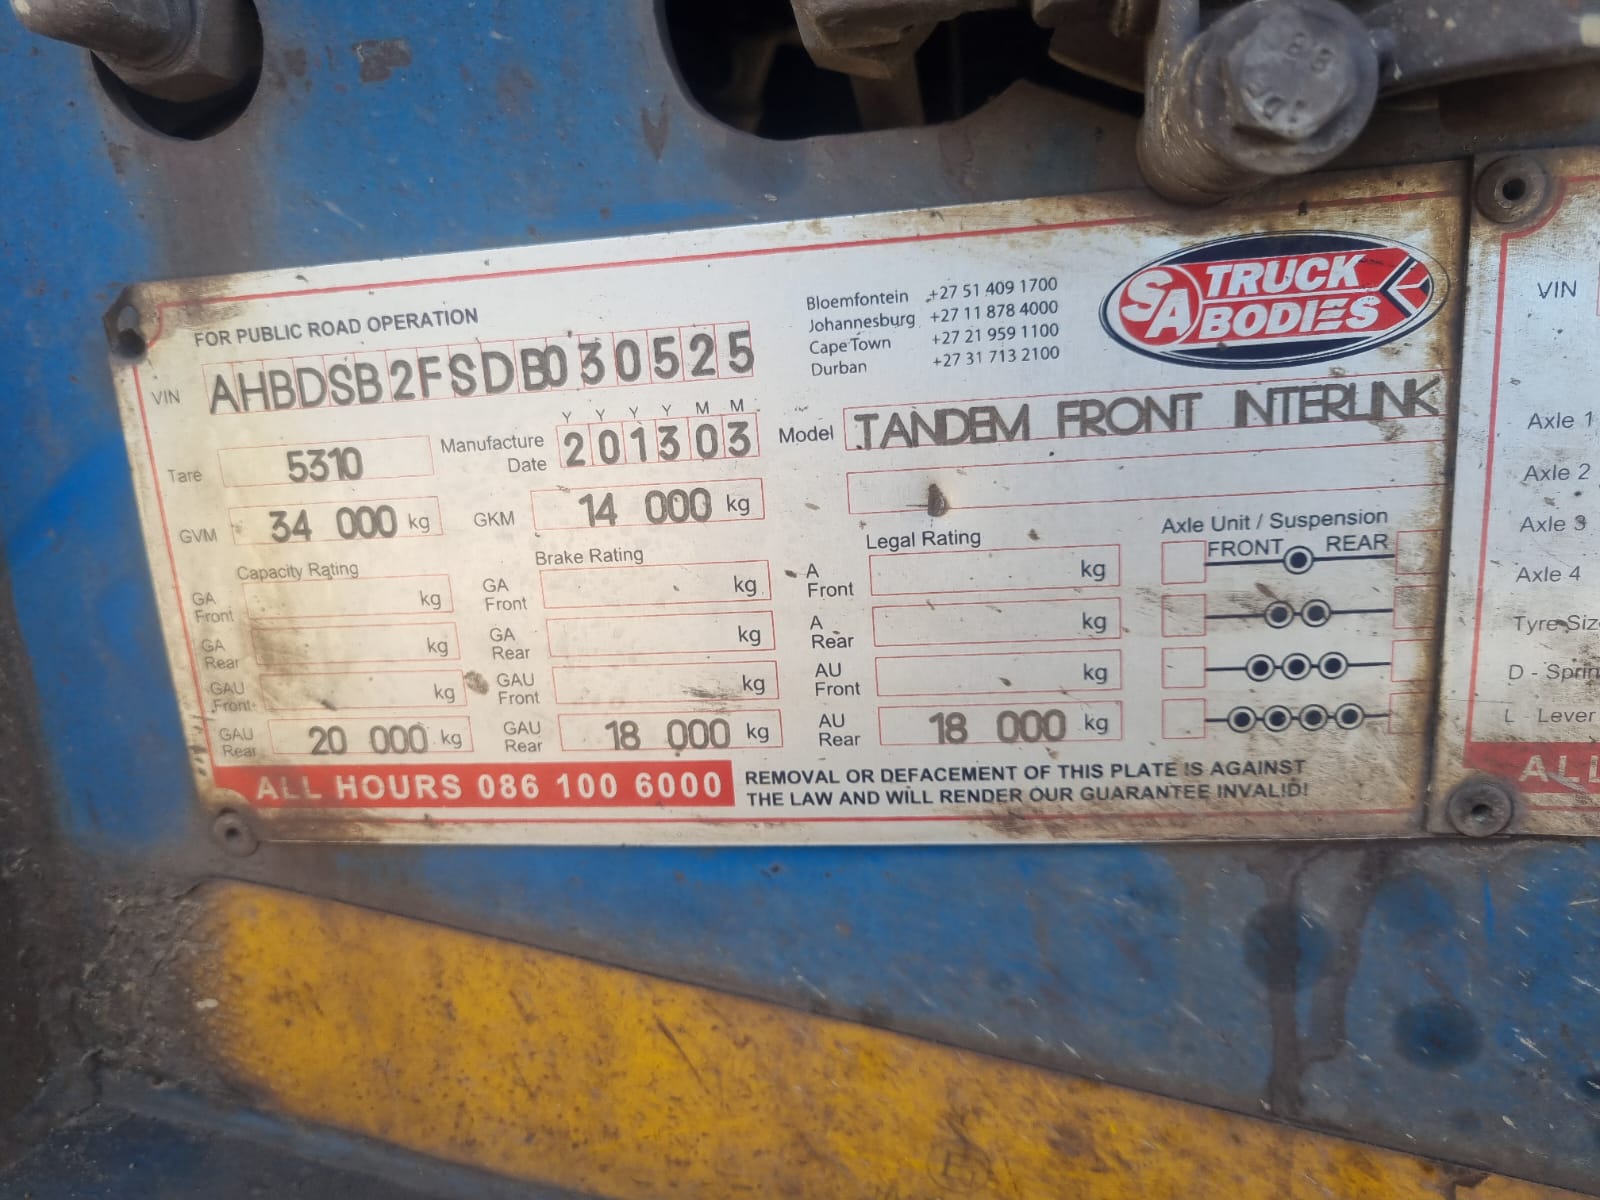 8.8
FOR PUBLIC ROAD OPERATION
Bloemfontein +27 51 409 1700
Johannesburg +27 11 878 4000
Cape Town +27 21 959 1100
Durban +27 31 713 2100
SA TRUCK BODIES
VIN AHBDSB2FSDB030525
Y Y Y Y M M
Tare 5310 Manufacture Date 201303 Model TANDEM FRONT INTERLINK
GVM 34 000 kg GKM 14 000 kg
Capacity Rating Brake Rating Legal Rating Axle Unit / Suspension
FRONT REAR
GA Front kg GA Front kg A Front kg
GA Rear kg GA Rear kg A Rear kg
GAU Front kg GAU Front kg AU Front kg
GAU Rear 20 000 kg GAU Rear 18 000 kg AU Rear 18 000 kg
ALL HOURS 086 100 6000
REMOVAL OR DEFACEMENT OF THIS PLATE IS AGAINST
THE LAW AND WILL RENDER OUR GUARANTEE INVALID!
VIN
Axle 1
Axle 2
Axle 3
Axle 4
Tyre
D -
L - Lever